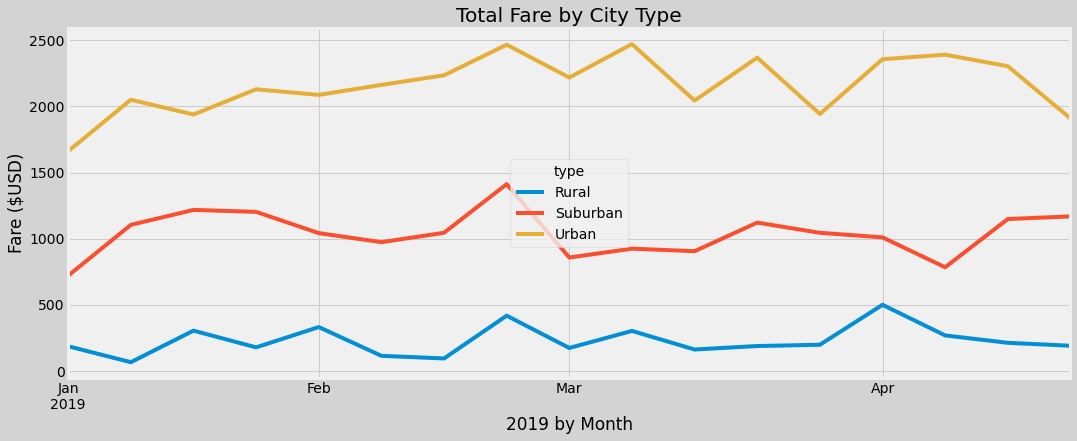 Total Fare by City Type
Fare ($USD)
2500
2000
1500
1000
500
0
type
Rural
Suburban
Urban
Jan
2019
Feb
Mar
Apr
2019 by Month